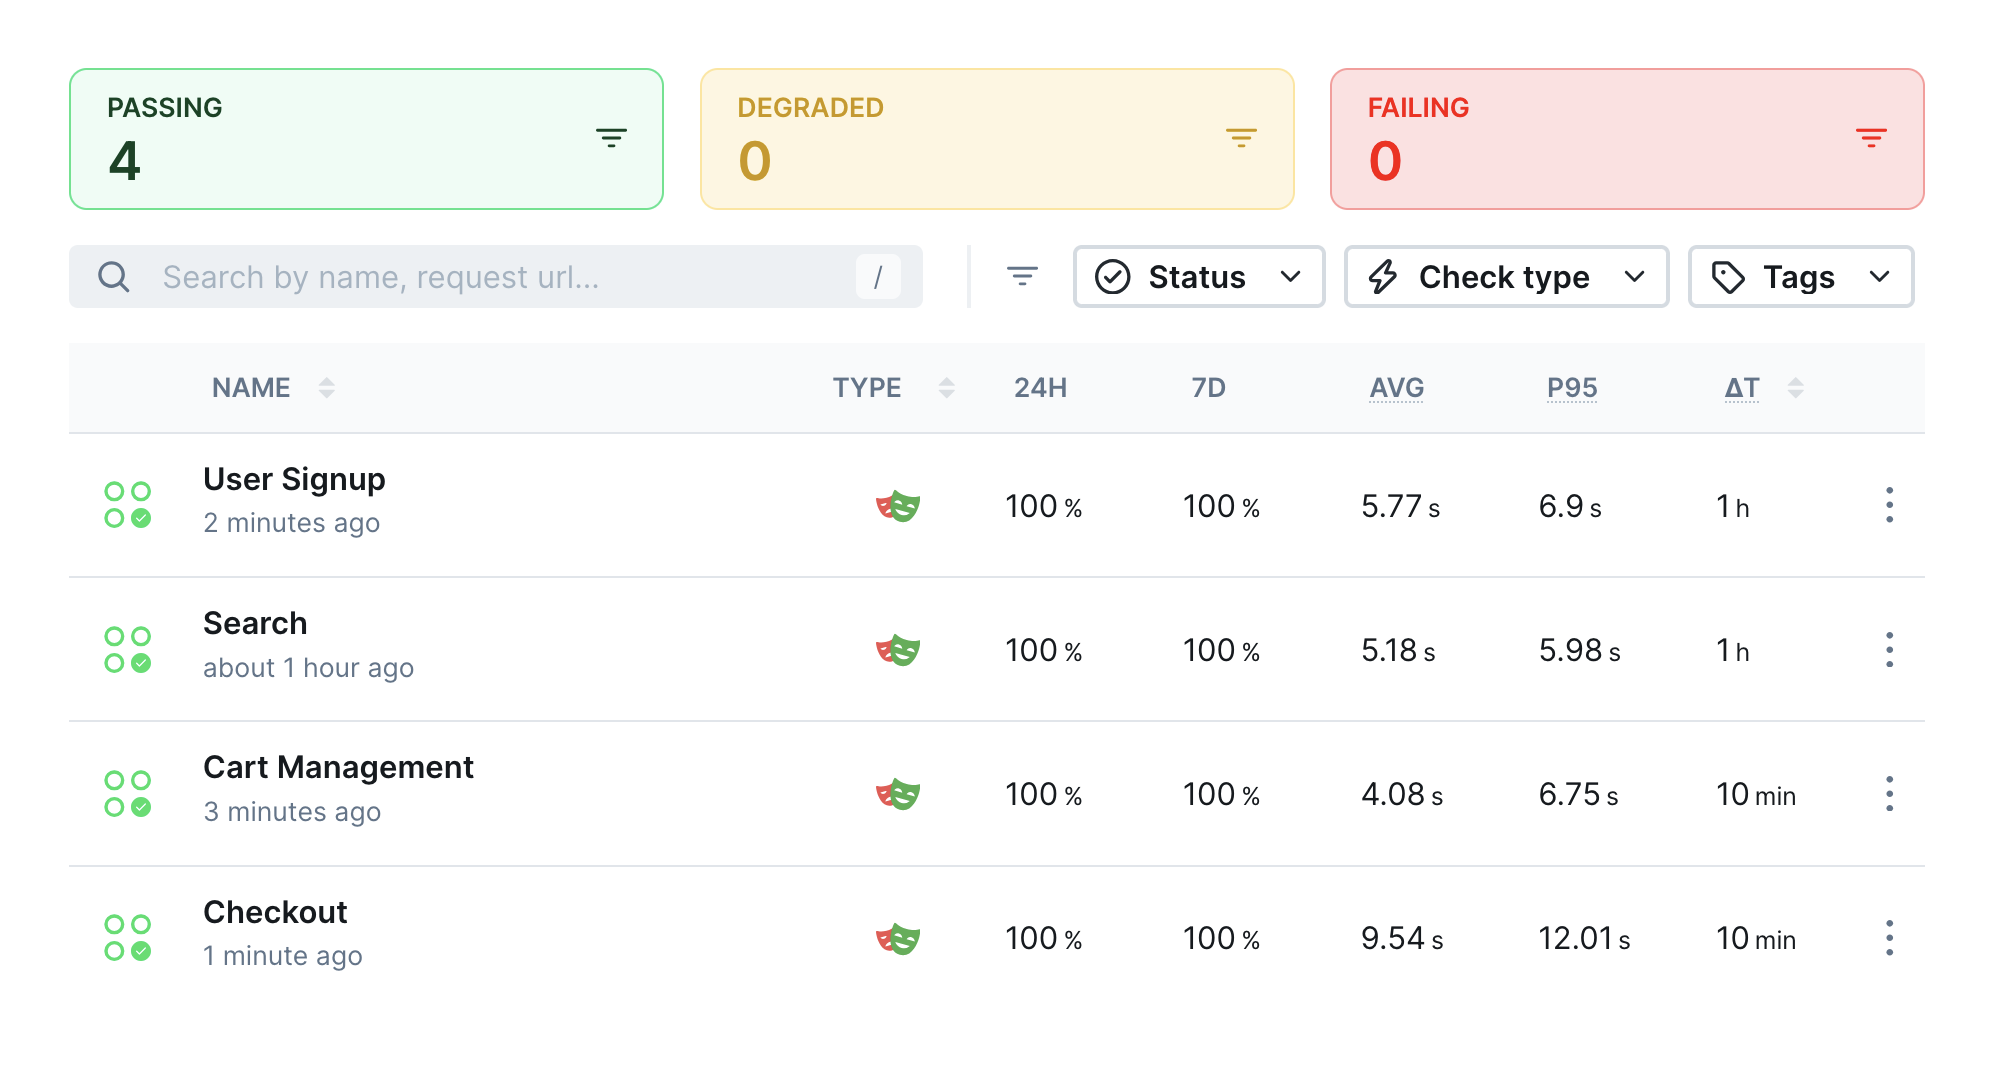 PASSING
4
DEGRADED
0
FAILING
0
Search by name, request url... /
Status
Check type
Tags
NAME TYPE 24H 7D AVG P95 ΔT
User Signup
2 minutes ago
100 % 100 % 5.77 s 6.9 s 1 h
Search
about 1 hour ago
100 % 100 % 5.18 s 5.98 s 1 h
Cart Management
3 minutes ago
100 % 100 % 4.08 s 6.75 s 10 min
Checkout
1 minute ago
100 % 100 % 9.54 s 12.01 s 10 min